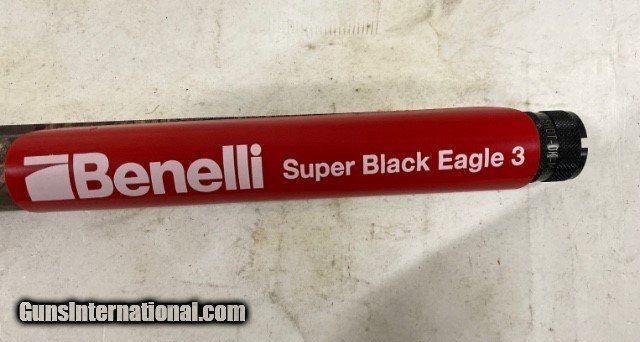 Benelli Super Black Eagle 3
GunsInternational.com